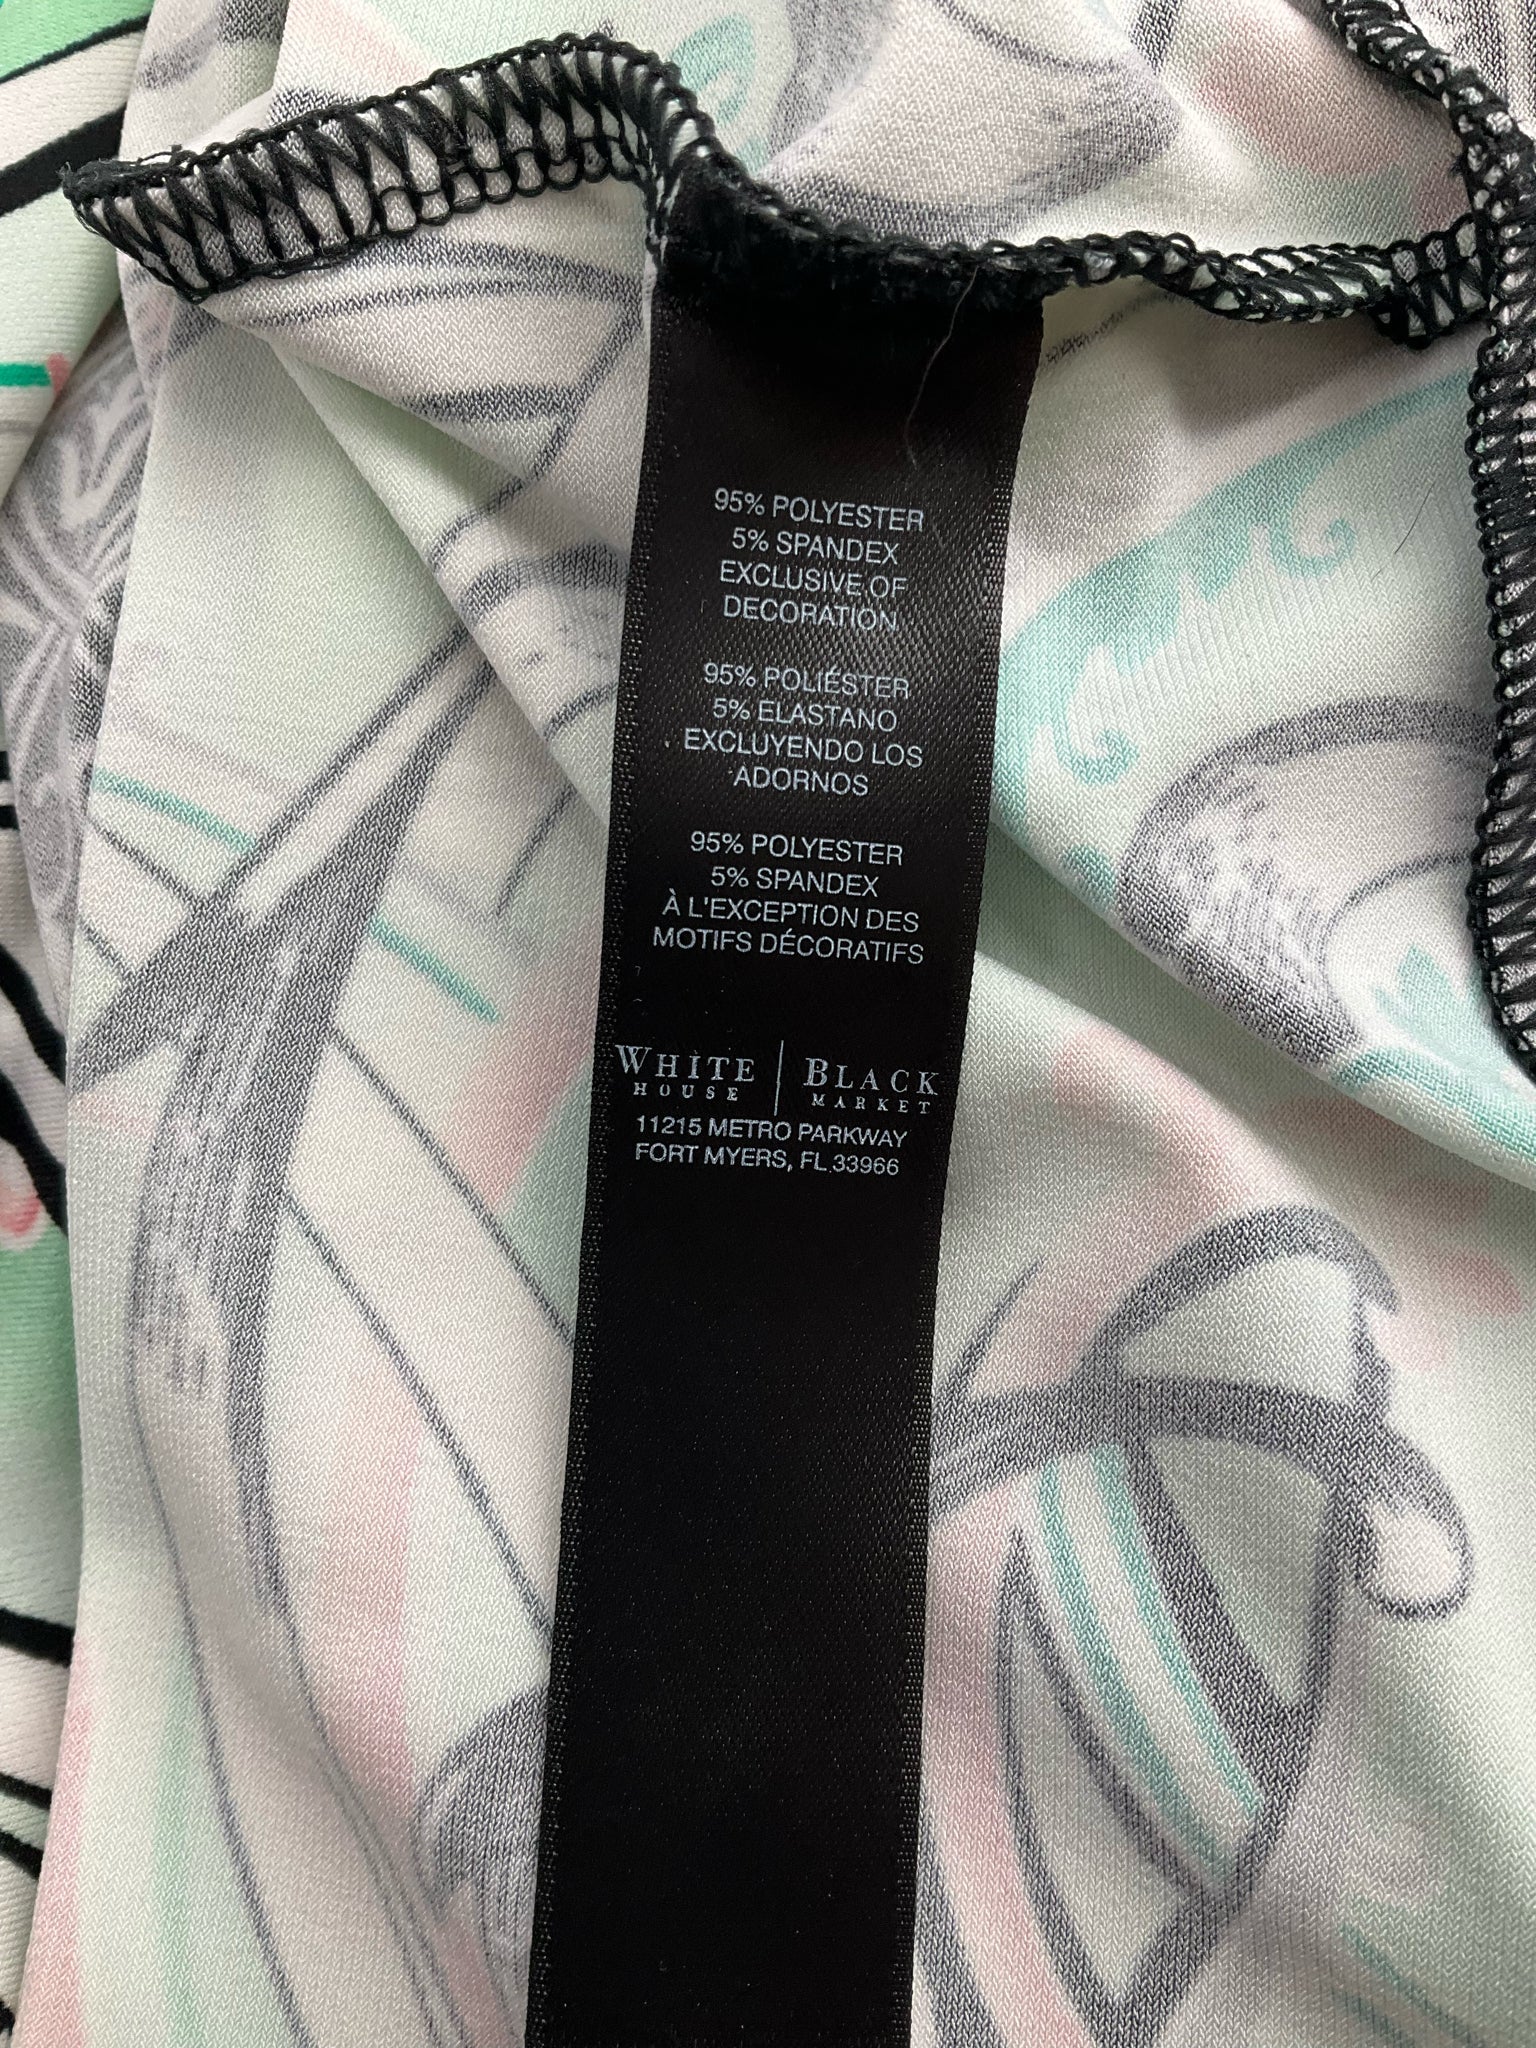 95% POLYESTER
5% SPANDEX
EXCLUSIVE OF
DECORATION
95% POLIÉSTER
5% ELASTANO
EXCLUYENDO LOS
ADORNOS
95% POLYESTER
5% SPANDEX
À L'EXCEPTION DES
MOTIFS DÉCORATIFS
WHITE | BLACK
HOUSE MARKET
11215 METRO PARKWAY
FORT MYERS, FL 33966